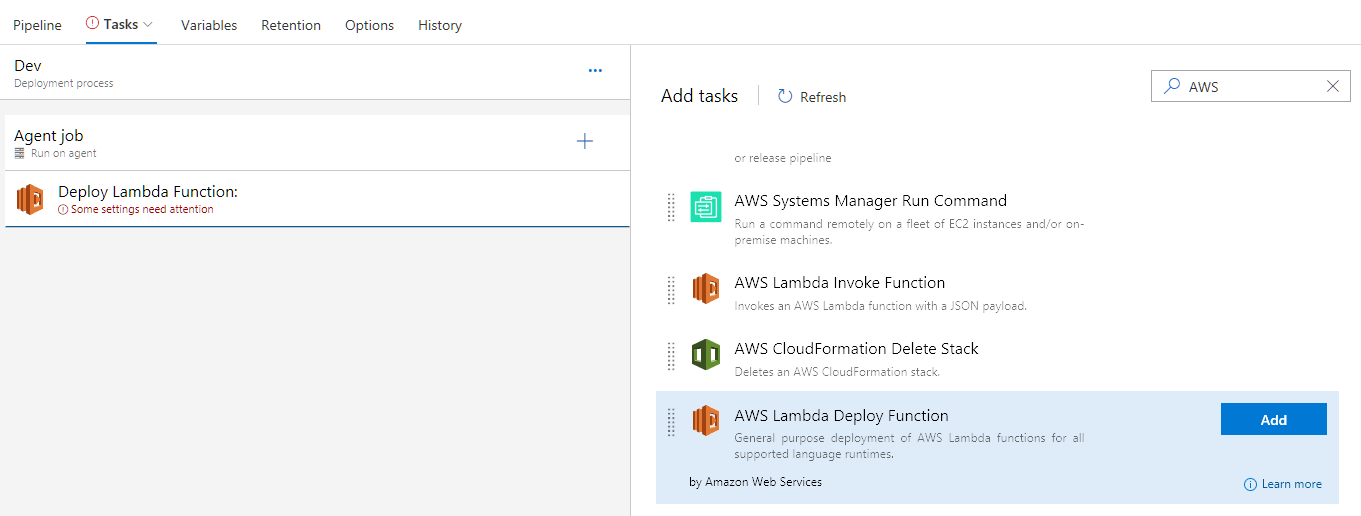 Pipeline Tasks Variables Retention Options History
Dev
Deployment process
Agent job
Run on agent
Deploy Lambda Function:
Some settings need attention
Add tasks Refresh AWS
or release pipeline
AWS Systems Manager Run Command
Run a command remotely on a fleet of EC2 instances and/or on-
premise machines.
AWS Lambda Invoke Function
Invokes an AWS Lambda function with a JSON payload.
AWS CloudFormation Delete Stack
Deletes an AWS CloudFormation stack.
AWS Lambda Deploy Function
Add
General purpose deployment of AWS Lambda functions for all
supported language runtimes.
by Amazon Web Services Learn more